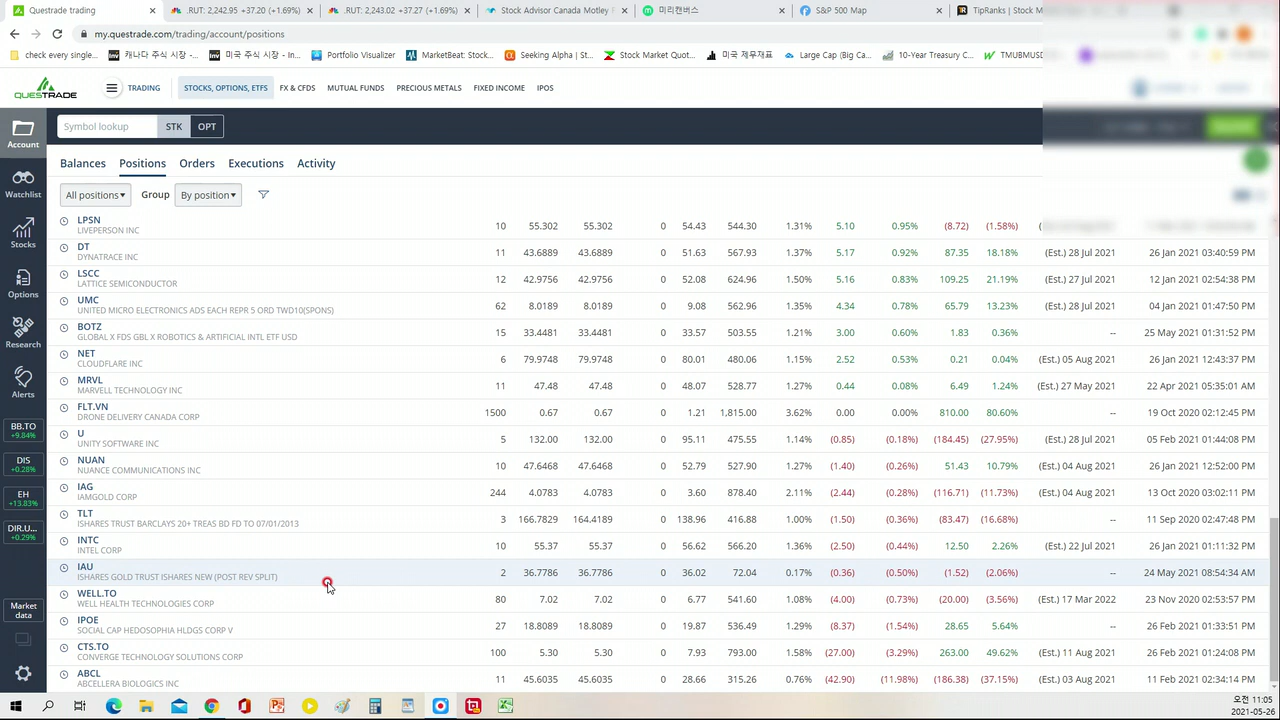 Questrade trading
.RUT: 2,242.95 +37.20 (+1.69%)
.RUT: 2,243.02 +37.27 (+1.69%)
Stock Advisor Canada Motley F
미리캔버스
S&P 500 Map
TipRanks | Stock M
my.questrade.com/trading/account/positions
check every single...
캐나다 주식 시장 - In...
미국 주식 시장 - In...
Portfolio Visualizer
MarketBeat: Stock...
Seeking Alpha | St...
Stock Market Quot...
미국 재무제표
Large Cap (Big Ca...
10-Year Treasury C...
TMUBMUSD
QUESTRADE
TRADING
STOCKS, OPTIONS, ETFS
FX & CFDS
MUTUAL FUNDS
PRECIOUS METALS
FIXED INCOME
IPOS
Symbol lookup
STK
OPT
Account
Watchlist
Stocks
Options
Research
Alerts
BB.TO
+9.84%
DIS
+0.28%
EH
+13.83%
DIR.U...
+0.29%
Market
data
Balances Positions Orders Executions Activity
All positions Group By position
LPSN 10 55.302 55.302 0 54.43 544.30 1.31% 5.10 0.95% (8.72) (1.58%)
LIVEPERSON INC
DT 11 43.6889 43.6889 0 51.63 567.93 1.37% 5.17 0.92% 87.35 18.18% (Est.) 28 Jul 2021 26 Jan 2021 03:40:59 PM
DYNATRACE INC
LSCC 12 42.9756 42.9756 0 52.08 624.96 1.50% 5.16 0.83% 109.25 21.19% (Est.) 27 Jul 2021 12 Jan 2021 02:54:38 PM
LATTICE SEMICONDUCTOR
UMC 62 8.0189 8.0189 0 9.08 562.96 1.35% 4.34 0.78% 65.79 13.23% (Est.) 28 Jul 2021 04 Jan 2021 01:47:50 PM
UNITED MICRO ELECTRONICS ADS EACH REPR 5 ORD TWD10(SPONS)
BOTZ 15 33.4481 33.4481 0 33.57 503.55 1.21% 3.00 0.60% 1.83 0.36% -- 25 May 2021 01:31:52 PM
GLOBAL X FDS GBL X ROBOTICS & ARTIFICIAL INTL ETF USD
NET 6 79.9748 79.9748 0 80.01 480.06 1.15% 2.52 0.53% 0.21 0.04% (Est.) 05 Aug 2021 26 Jan 2021 12:43:37 PM
CLOUDFLARE INC
MRVL 11 47.48 47.48 0 48.07 528.77 1.27% 0.44 0.08% 6.49 1.24% (Est.) 27 May 2021 22 Apr 2021 05:35:01 AM
MARVELL TECHNOLOGY INC
FLT.VN 1500 0.67 0.67 0 1.21 1,815.00 3.62% 0.00 0.00% 810.00 80.60% -- 19 Oct 2020 02:12:45 PM
DRONE DELIVERY CANADA CORP
U 5 132.00 132.00 0 95.11 475.55 1.14% (0.85) (0.18%) (184.45) (27.95%) (Est.) 28 Jul 2021 05 Feb 2021 01:44:08 PM
UNITY SOFTWARE INC
NUAN 10 47.6468 47.6468 0 52.79 527.90 1.27% (1.40) (0.26%) 51.43 10.79% (Est.) 04 Aug 2021 26 Jan 2021 12:52:00 PM
NUANCE COMMUNICATIONS INC
IAG 244 4.0783 4.0783 0 3.60 878.40 2.11% (2.44) (0.28%) (116.71) (11.73%) (Est.) 04 Aug 2021 13 Oct 2020 03:02:11 PM
IAMGOLD CORP
TLT 3 166.7829 164.4189 0 138.96 416.88 1.00% (1.50) (0.36%) (83.47) (16.68%) -- 11 Sep 2020 02:47:48 PM
ISHARES TRUST BARCLAYS 20+ TREAS BD FD TO 07/01/2013
INTC 10 55.37 55.37 0 56.62 566.20 1.36% (2.50) (0.44%) 12.50 2.26% (Est.) 22 Jul 2021 26 Jan 2021 01:11:32 PM
INTEL CORP
IAU 2 36.7786 36.7786 0 36.02 72.04 0.17% (0.36) (0.50%) (1.52) (2.06%) -- 24 May 2021 08:54:34 AM
ISHARES GOLD TRUST ISHARES NEW (POST REV SPLIT)
WELL.TO 80 7.02 7.02 0 6.77 541.60 1.08% (4.00) (0.73%) (20.00) (3.56%) (Est.) 17 Mar 2022 23 Nov 2020 02:53:57 PM
WELL HEALTH TECHNOLOGIES CORP
IPOE 27 18.8089 18.8089 0 19.87 536.49 1.29% (8.37) (1.54%) 28.65 5.64% -- 26 Feb 2021 01:33:51 PM
SOCIAL CAP HEDOSOPHIA HLDGS CORP V
CTS.TO 100 5.30 5.30 0 7.93 793.00 1.58% (27.00) (3.29%) 263.00 49.62% (Est.) 11 Aug 2021 26 Feb 2021 01:24:08 PM
CONVERGE TECHNOLOGY SOLUTIONS CORP
ABCL 11 45.6035 45.6035 0 28.66 315.26 0.76% (42.90) (11.98%) (186.38) (37.15%) (Est.) 03 Aug 2021 11 Feb 2021 02:34:14 PM
ABCELLERA BIOLOGICS INC
오전 11:05
2021-05-26